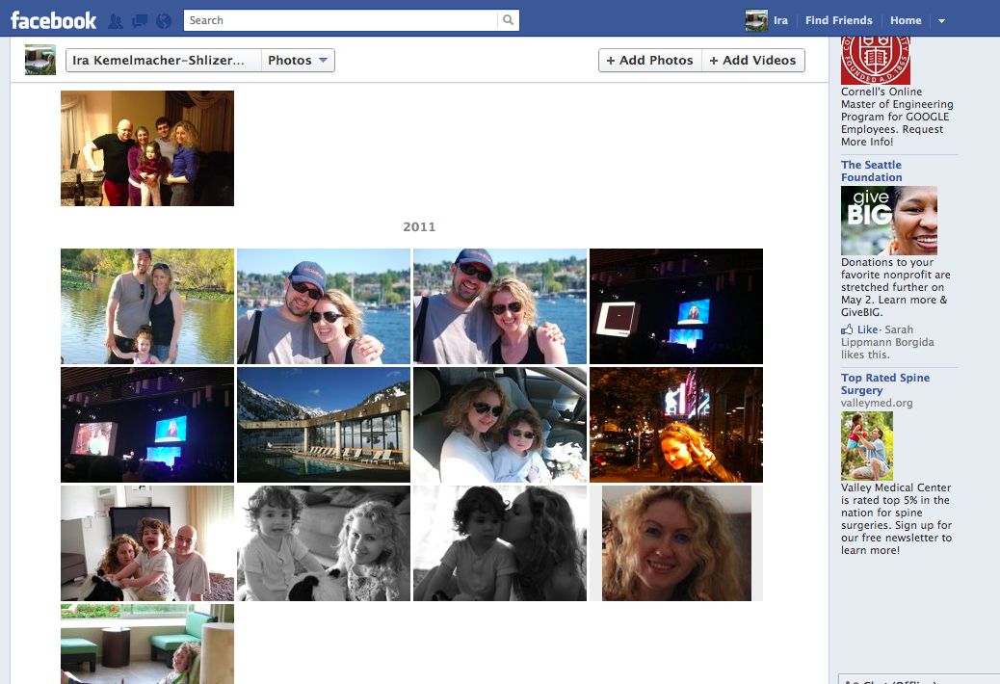 facebook
Search
Ira
Find Friends
Home
Ira Kemelmacher-Shlizer...
Photos
+ Add Photos
+ Add Videos
2011
Cornell's Online
Master of Engineering
Program for GOOGLE
Employees. Request
More Info!
The Seattle
Foundation
give
BIG
Donations to your
favorite nonprofit are
stretched further on
May 2. Learn more &
GiveBIG.
Like · Sarah
Lippmann Borgida
likes this.
Top Rated Spine
Surgery
valleymed.org
Valley Medical Center
is rated top 5% in the
nation for spine
surgeries. Sign up for
our free newsletter to
learn more!
Chat (Offline)